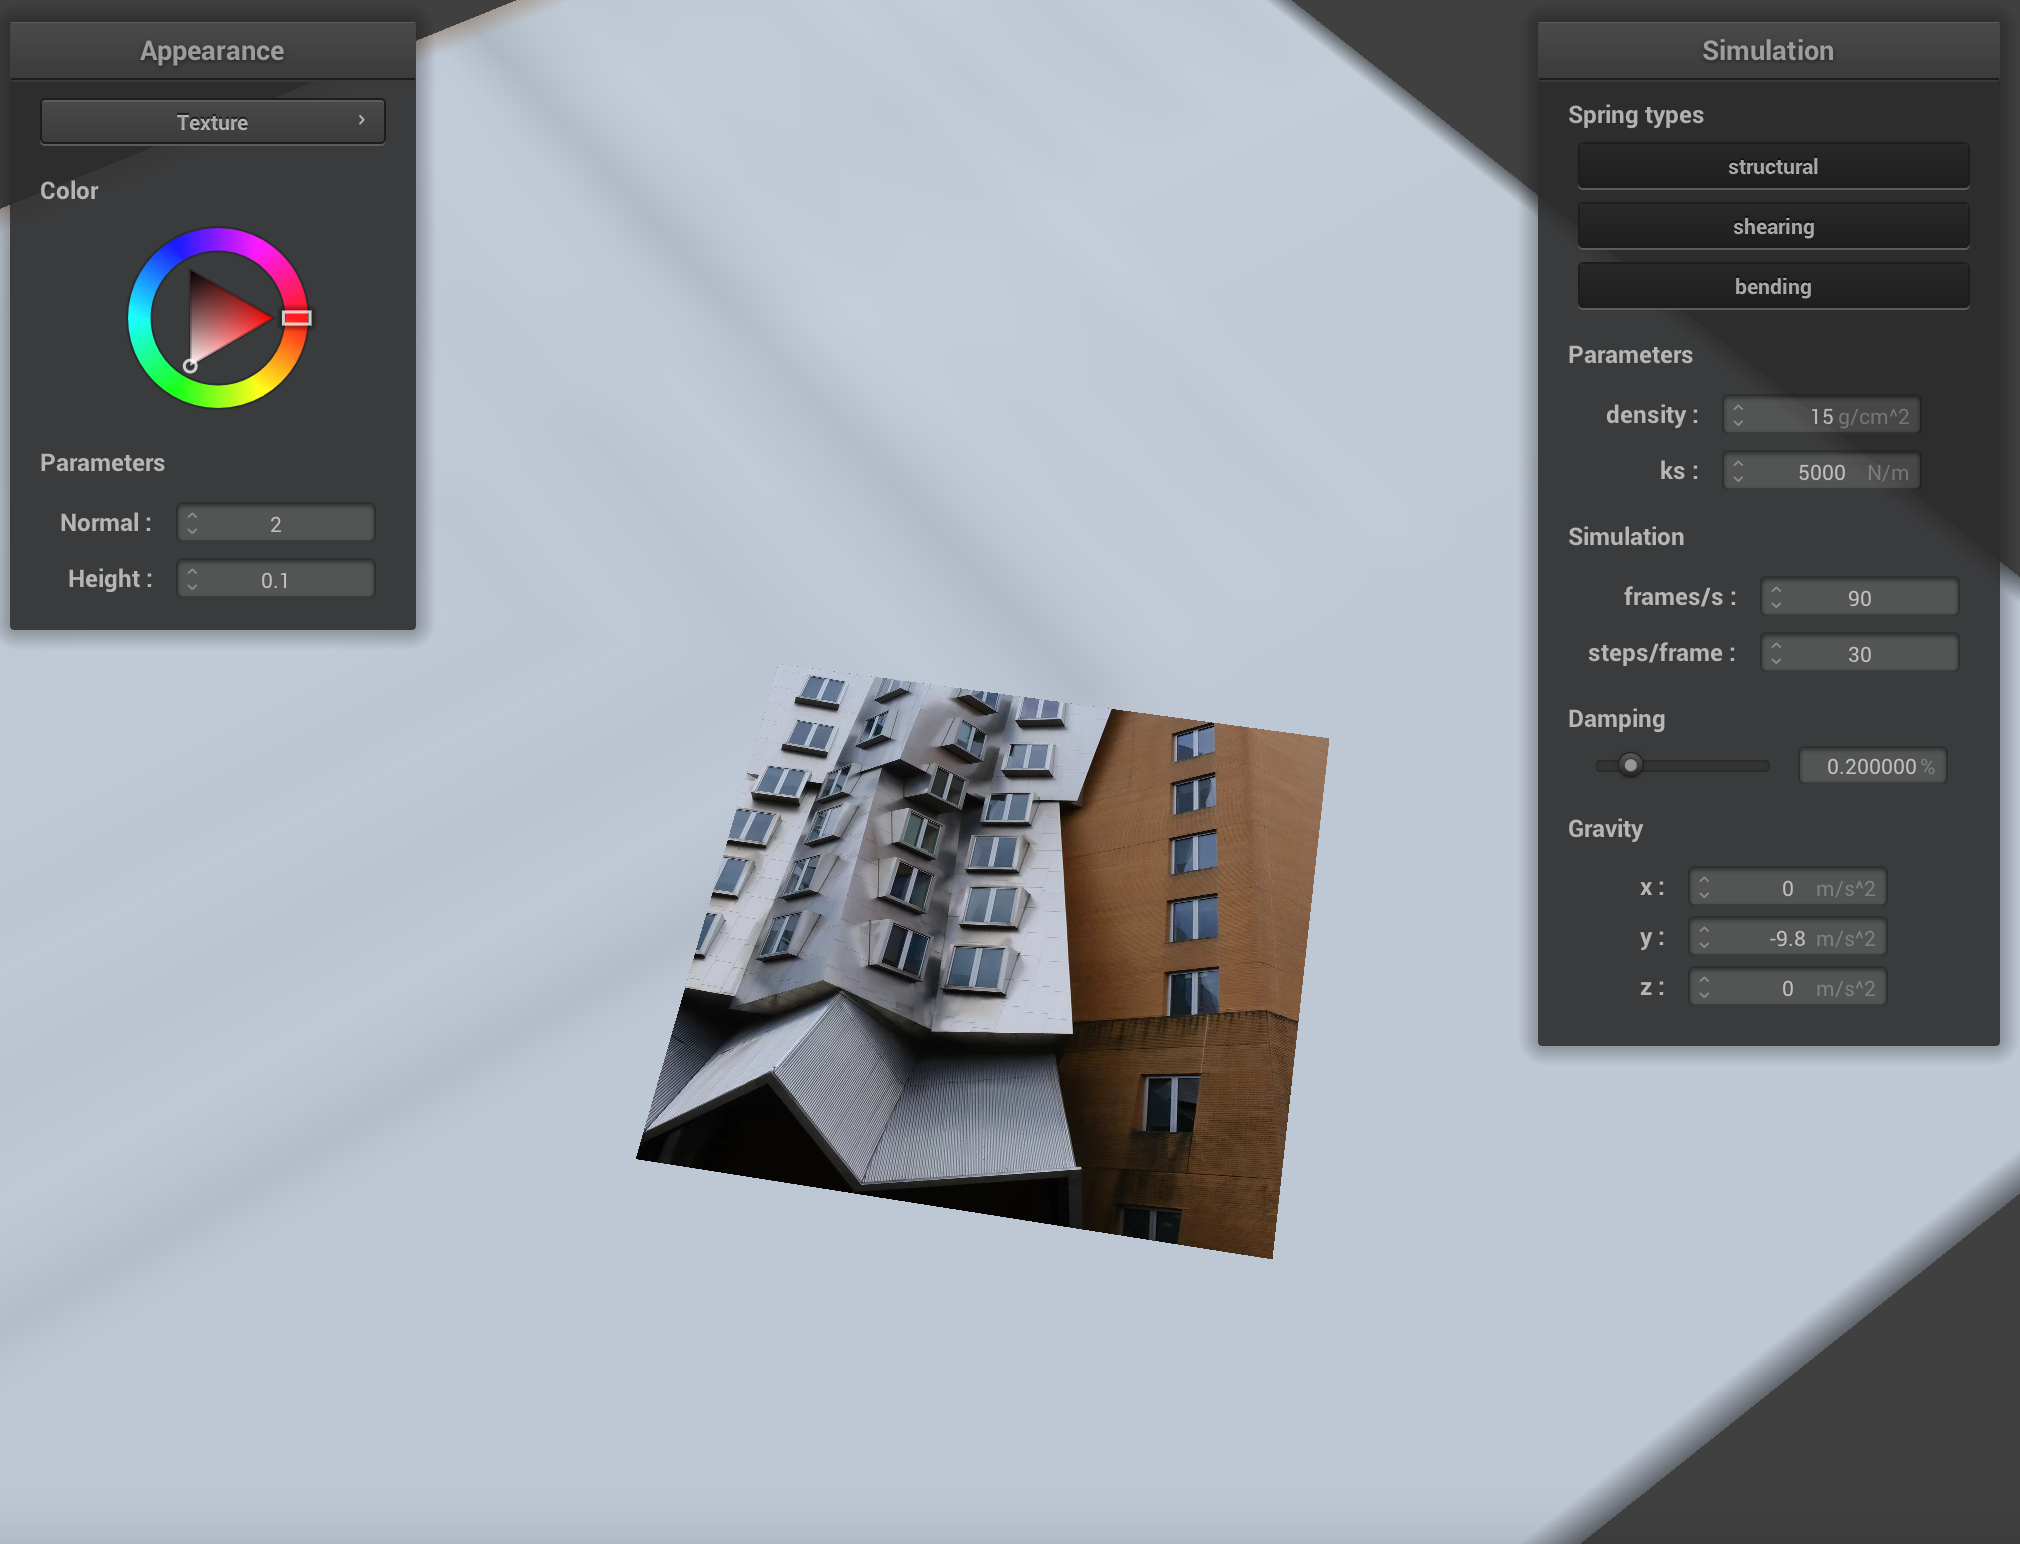 Appearance
Texture
Color
Parameters
Normal : 2
Height : 0.1
Simulation
Spring types
structural
shearing
bending
Parameters
density : 15 g/cm^2
ks : 5000 N/m
Simulation
frames/s : 90
steps/frame : 30
Damping
0.200000 %
Gravity
x : 0 m/s^2
y : -9.8 m/s^2
z : 0 m/s^2